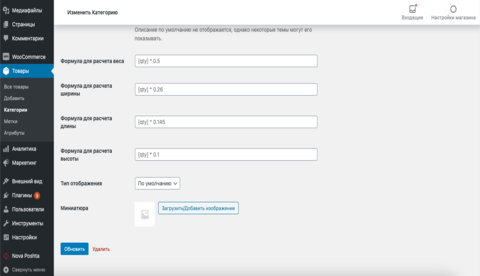 Медиафайлы
Страницы
Комментарии
WooCommerce
Товары
Все товары
Добавить
Категории
Метки
Атрибуты
Аналитика
Маркетинг
Внешний вид
Плагины
Пользователи
Инструменты
Настройки
Nova Poshta
Свернуть меню
Изменить Категорию
Входящие
Настройки магазина
Описание по умолчанию не отображается, однако некоторые темы могут его
показывать.
Формула для расчета веса
[qty] * 0.5
Формула для расчета
ширины
[qty] * 0.26
Формула для расчета
длины
[qty] * 0.145
Формула для расчета
высоты
[qty] * 0.1
Тип отображения
По умолчанию
Миниатюра
Загрузить/Добавить изображение
Обновить
Удалить